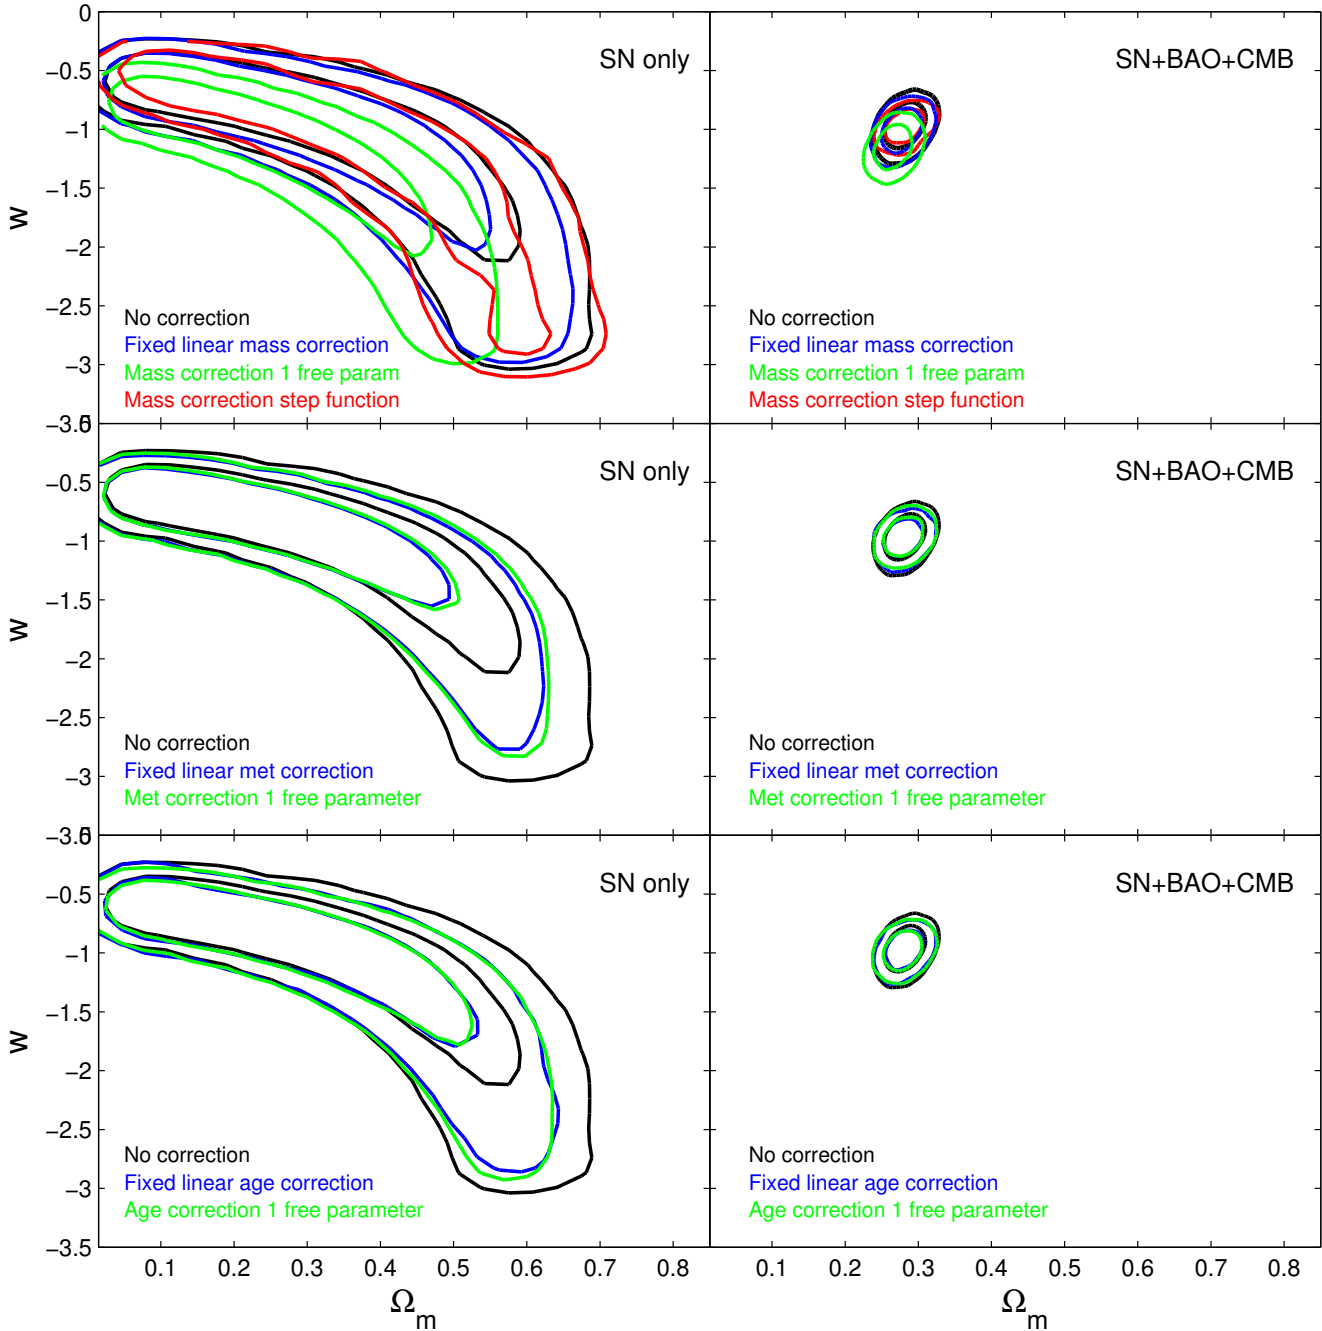 0
−0.5
−1
−1.5
−2
−2.5
−3
−3.5
w
SN only
No correction
Fixed linear mass correction
Mass correction 1 free param
Mass correction step function
SN+BAO+CMB
No correction
Fixed linear mass correction
Mass correction 1 free param
Mass correction step function
0
−0.5
−1
−1.5
−2
−2.5
−3
−3.5
w
SN only
No correction
Fixed linear met correction
Met correction 1 free parameter
SN+BAO+CMB
No correction
Fixed linear met correction
Met correction 1 free parameter
0
−0.5
−1
−1.5
−2
−2.5
−3
−3.5
w
SN only
No correction
Fixed linear age correction
Age correction 1 free parameter
SN+BAO+CMB
No correction
Fixed linear age correction
Age correction 1 free parameter
0.1 0.2 0.3 0.4 0.5 0.6 0.7 0.8
Ωm
0.1 0.2 0.3 0.4 0.5 0.6 0.7 0.8
Ωm